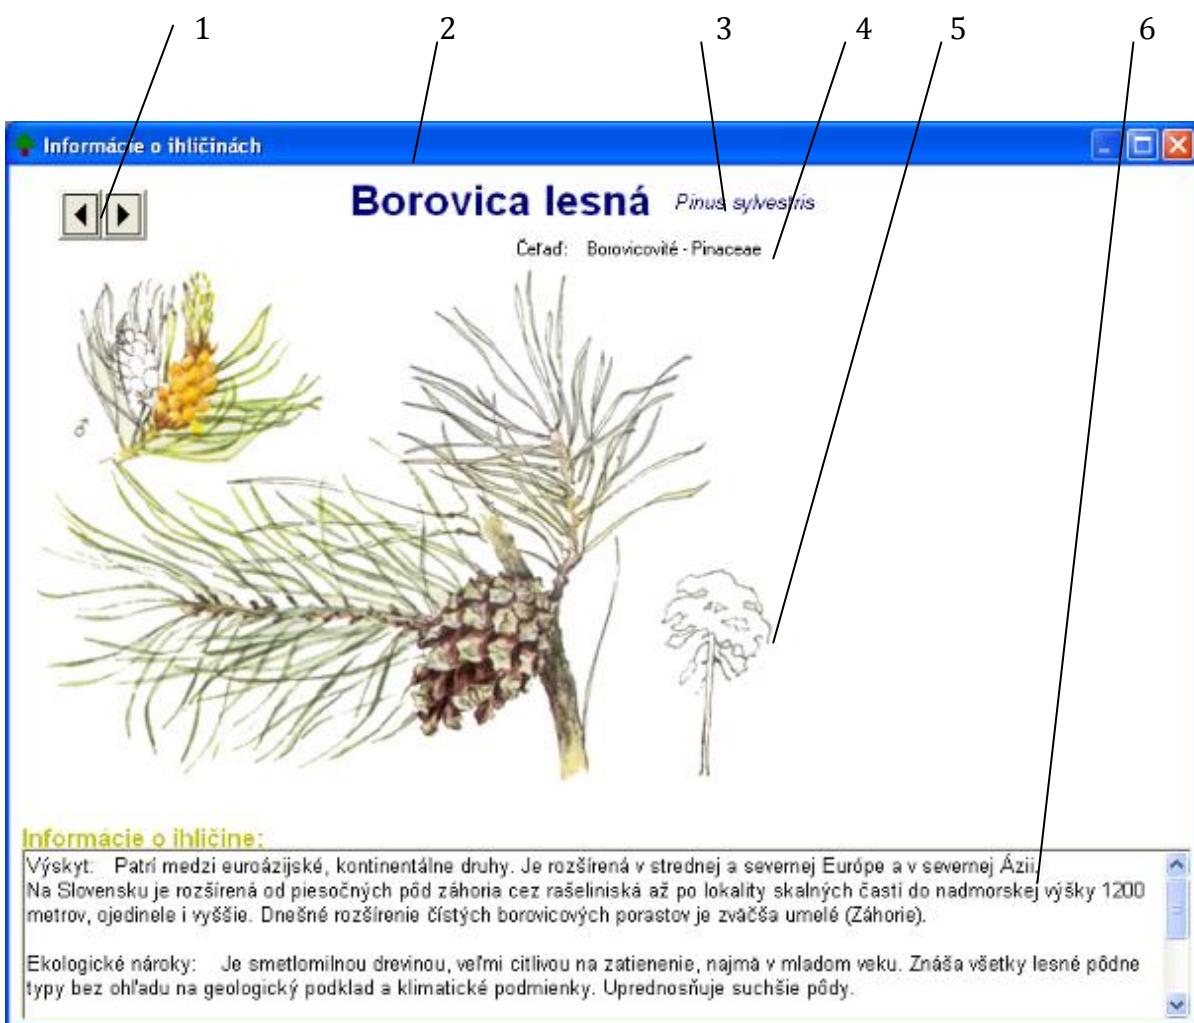 1 2 3 4 5 6
Informácie o ihličinách
Borovica lesná Pinus sylvestris
Čeľaď: Borovicovité - Pinaceae
♂
Informácie o ihličine:
Výskyt: Patrí medzi euroázijské, kontinentálne druhy. Je rozšírená v strednej a severnej Európe a v severnej Ázii.
Na Slovensku je rozšírená od piesočných pôd záhoria cez rašeliniská až po lokality skalných častí do nadmorskej výšky 1200
metrov, ojedinele i vyššie. Dnešné rozšírenie čístých borovicových porastov je zväčša umelé (Záhorie).
Ekologické nároky: Je smetlomilnou drevinou, veľmi citlivou na zatienenie, najmä v mladom veku. Znáša všetky lesné pôdne
typy bez ohľadu na geologický podklad a klimatické podmienky. Uprednosňuje suchšie pôdy.